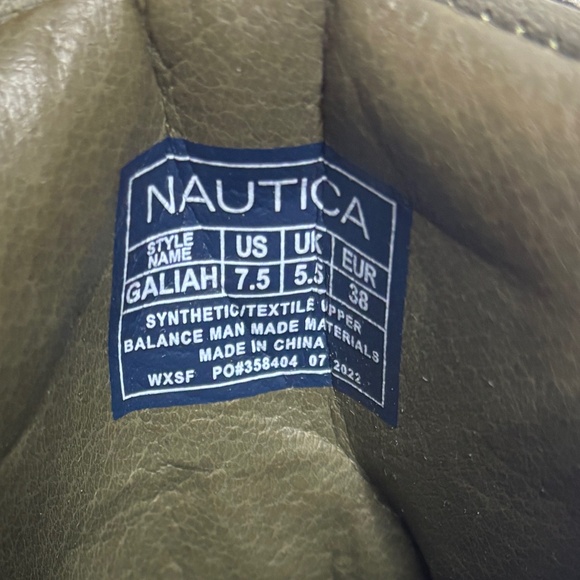 NAUTICA
STYLE NAME US UK EUR
GALIAH 7.5 5.5 38
SYNTHETIC/TEXTILE UPPER
BALANCE MAN MADE MATERIALS
MADE IN CHINA
WXSF PO#358404 07 2022